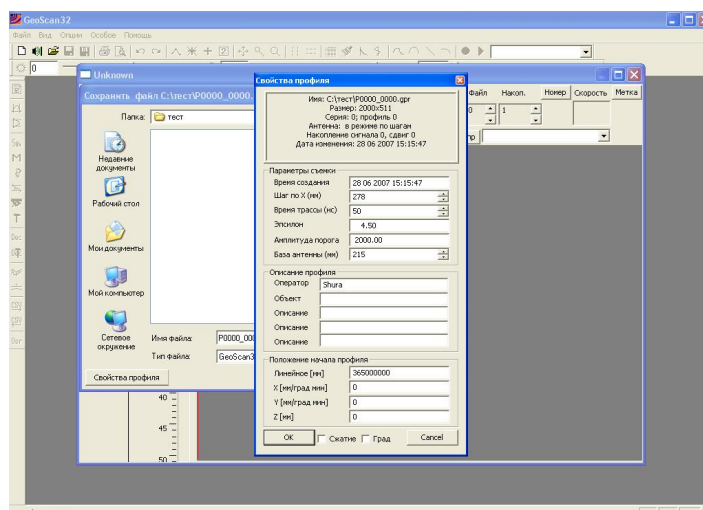 GeoScan32
Файл Вид Опции Особое Помощь
0
Unknown
Файл Накоп. Номер Скорость Метка
0 1
Сохранить файл C:\тест\P0000_0000.
Папка: тест
Недавние документы
Рабочий стол
Мои документы
Мой компьютер
Сетевое окружение
Имя файла: P0000_000
Тип файла: GeoScan3
Свойства профиля
40
45
50
Свойства профиля
Имя: C:\тест\P0000_0000.gpr
Размер: 2000x511
Серия: 0; профиль 0
Антенна: в режиме по шагам
Накопление сигнала 0, сдвиг 0
Дата изменения: 28 06 2007 15:15:47
Параметры съемки
Время создания 28 06 2007 15:15:47
Шаг по X (мм) 278
Время трассы (нс) 50
Эпсилон 4.50
Амплитуда порога 2000.00
База антенны (мм) 215
Описание профиля
Оператор Shura
Объект
Описание
Описание
Описание
Положение начала профиля
Линейное [мм] 365000000
X [мм/град мин] 0
Y [мм/град мин] 0
Z [мм] 0
OK Сжатие Град Cancel